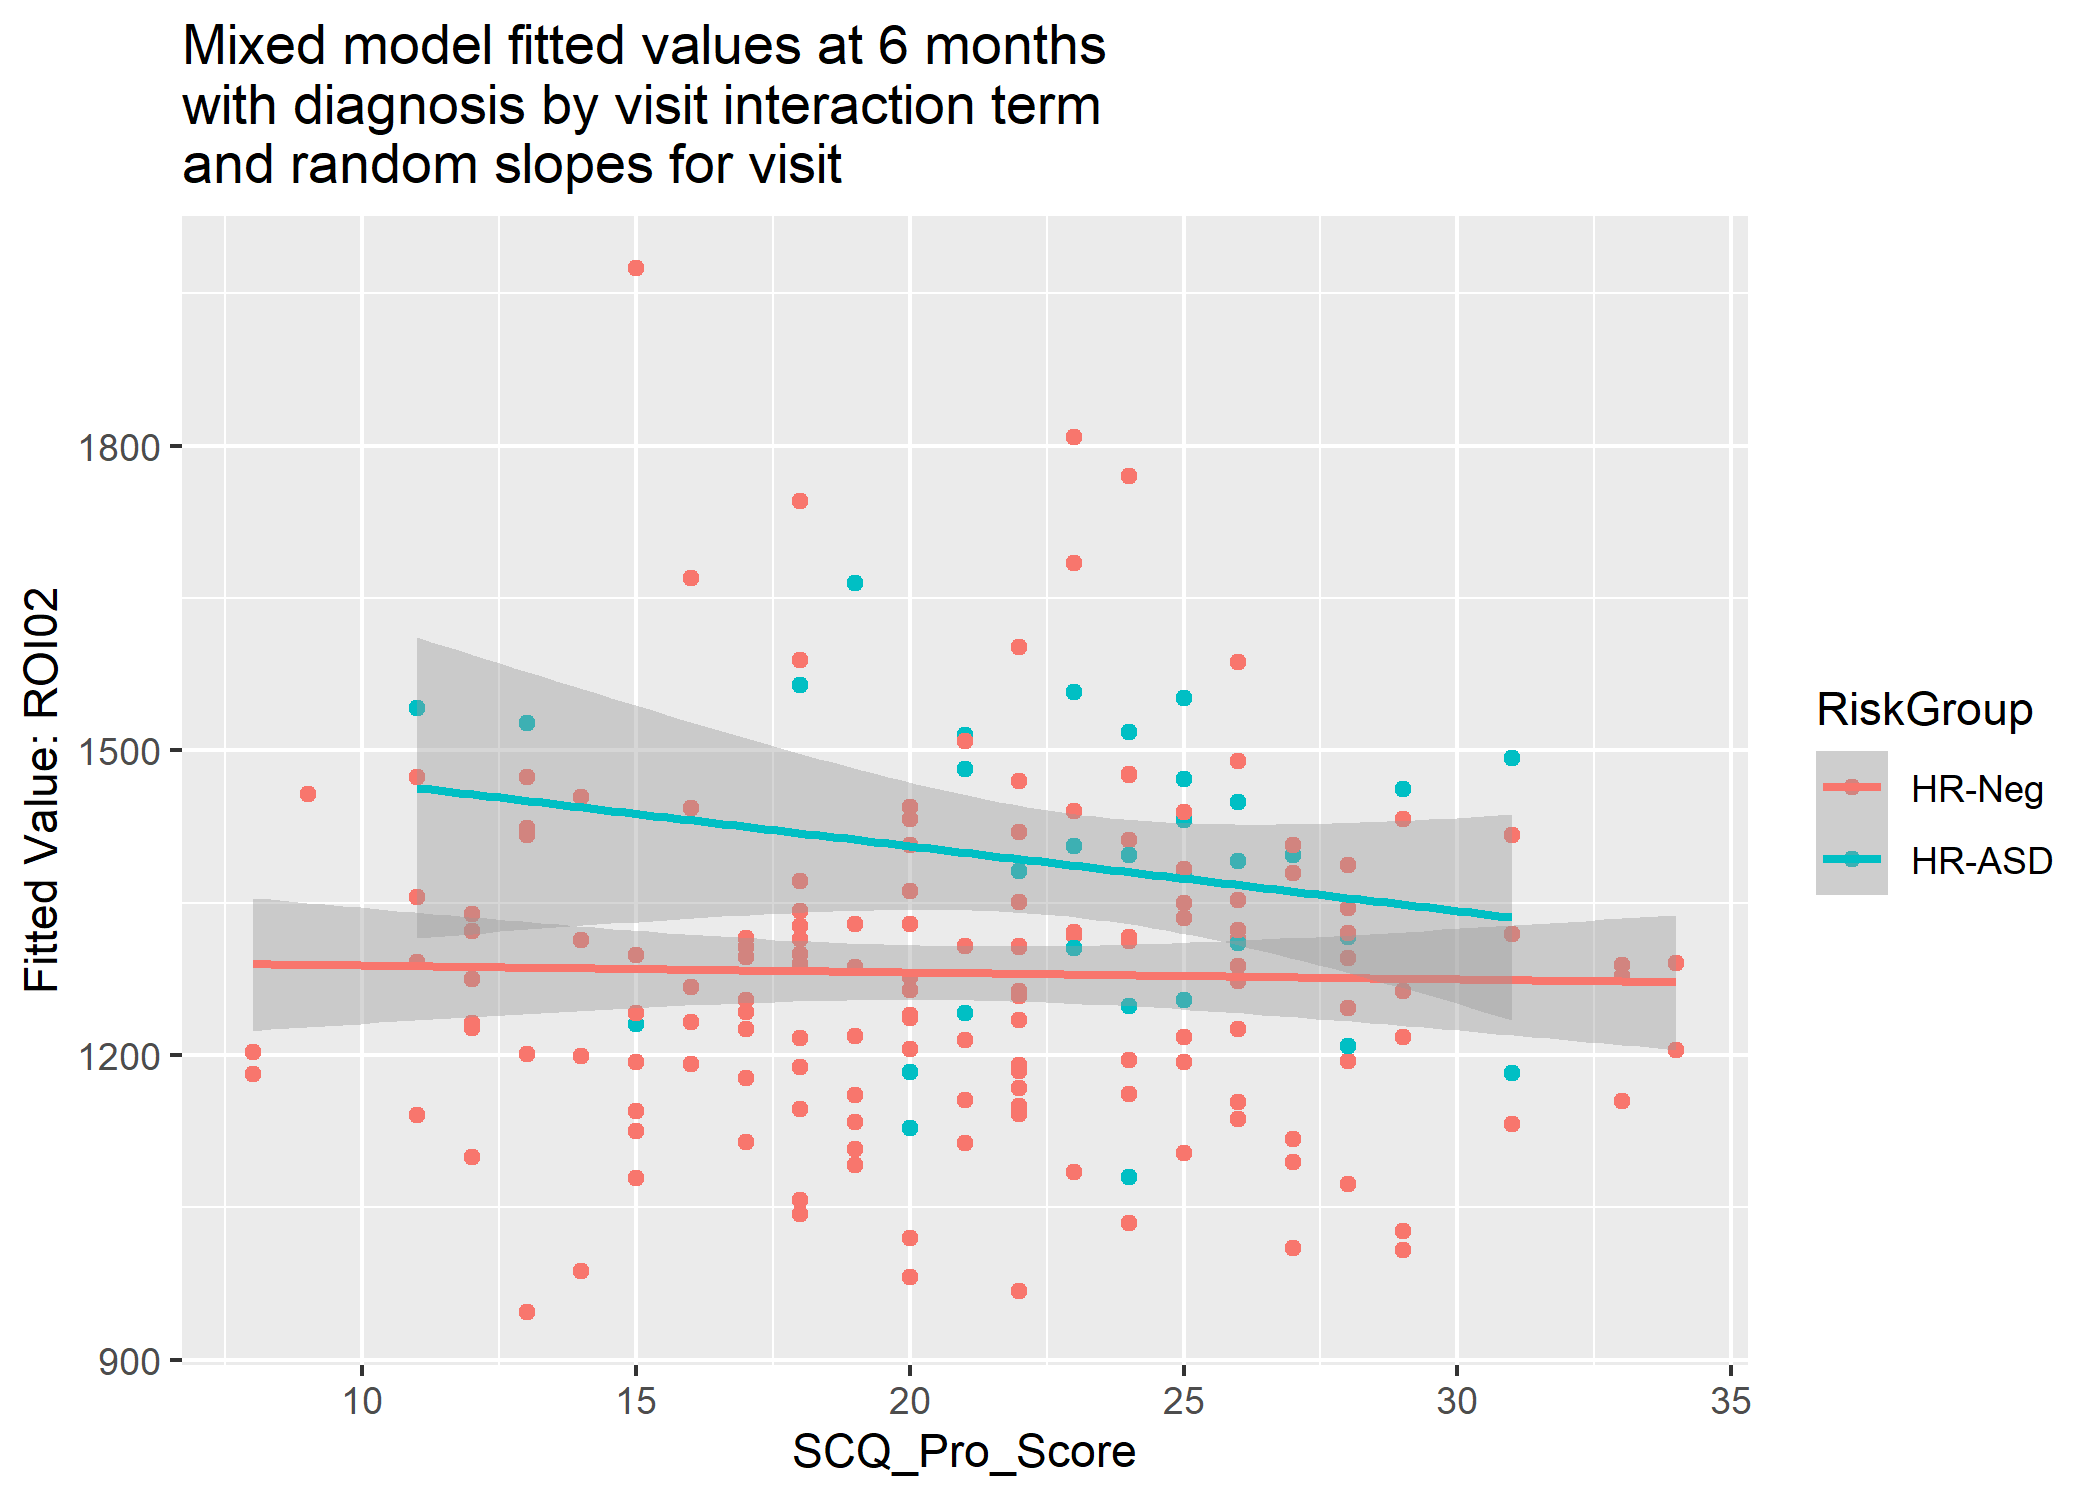 Mixed model fitted values at 6 months
with diagnosis by visit interaction term
and random slopes for visit
Fitted Value: ROI02
1800
1500
1200
900
10 15 20 25 30 35
SCQ_Pro_Score
RiskGroup
HR-Neg
HR-ASD